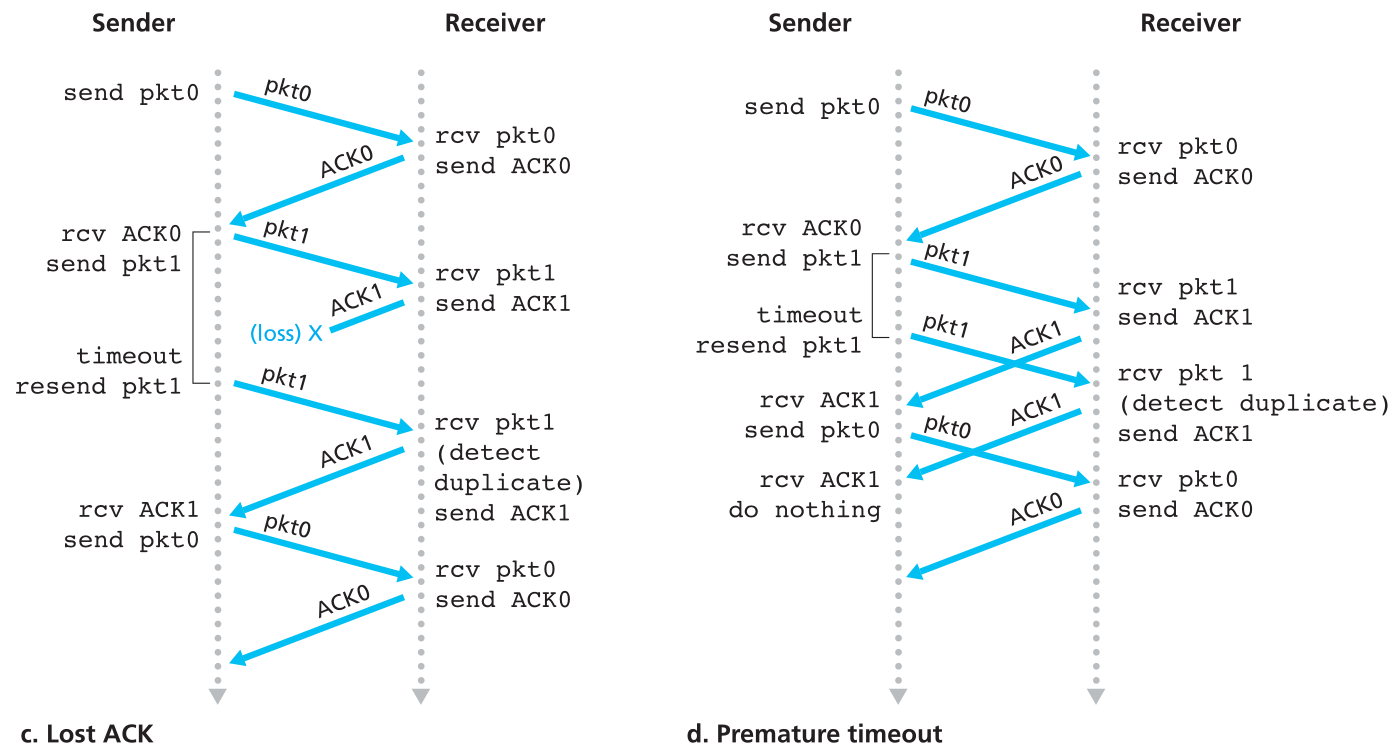 Sender
Receiver
send pkt0
pkt0
rcv pkt0
send ACK0
ACK0
rcv ACK0
send pkt1
pkt1
rcv pkt1
send ACK1
ACK1
(loss) X
timeout
resend pkt1
pkt1
rcv pkt1
(detect
duplicate)
send ACK1
ACK1
rcv ACK1
send pkt0
pkt0
rcv pkt0
send ACK0
ACK0
c. Lost ACK
Sender
Receiver
send pkt0
pkt0
rcv pkt0
send ACK0
ACK0
rcv ACK0
send pkt1
pkt1
rcv pkt1
send ACK1
timeout
resend pkt1
pkt1
ACK1
rcv pkt 1
(detect duplicate)
send ACK1
rcv ACK1
send pkt0
pkt0
ACK1
rcv ACK1
do nothing
rcv pkt0
send ACK0
ACK0
d. Premature timeout